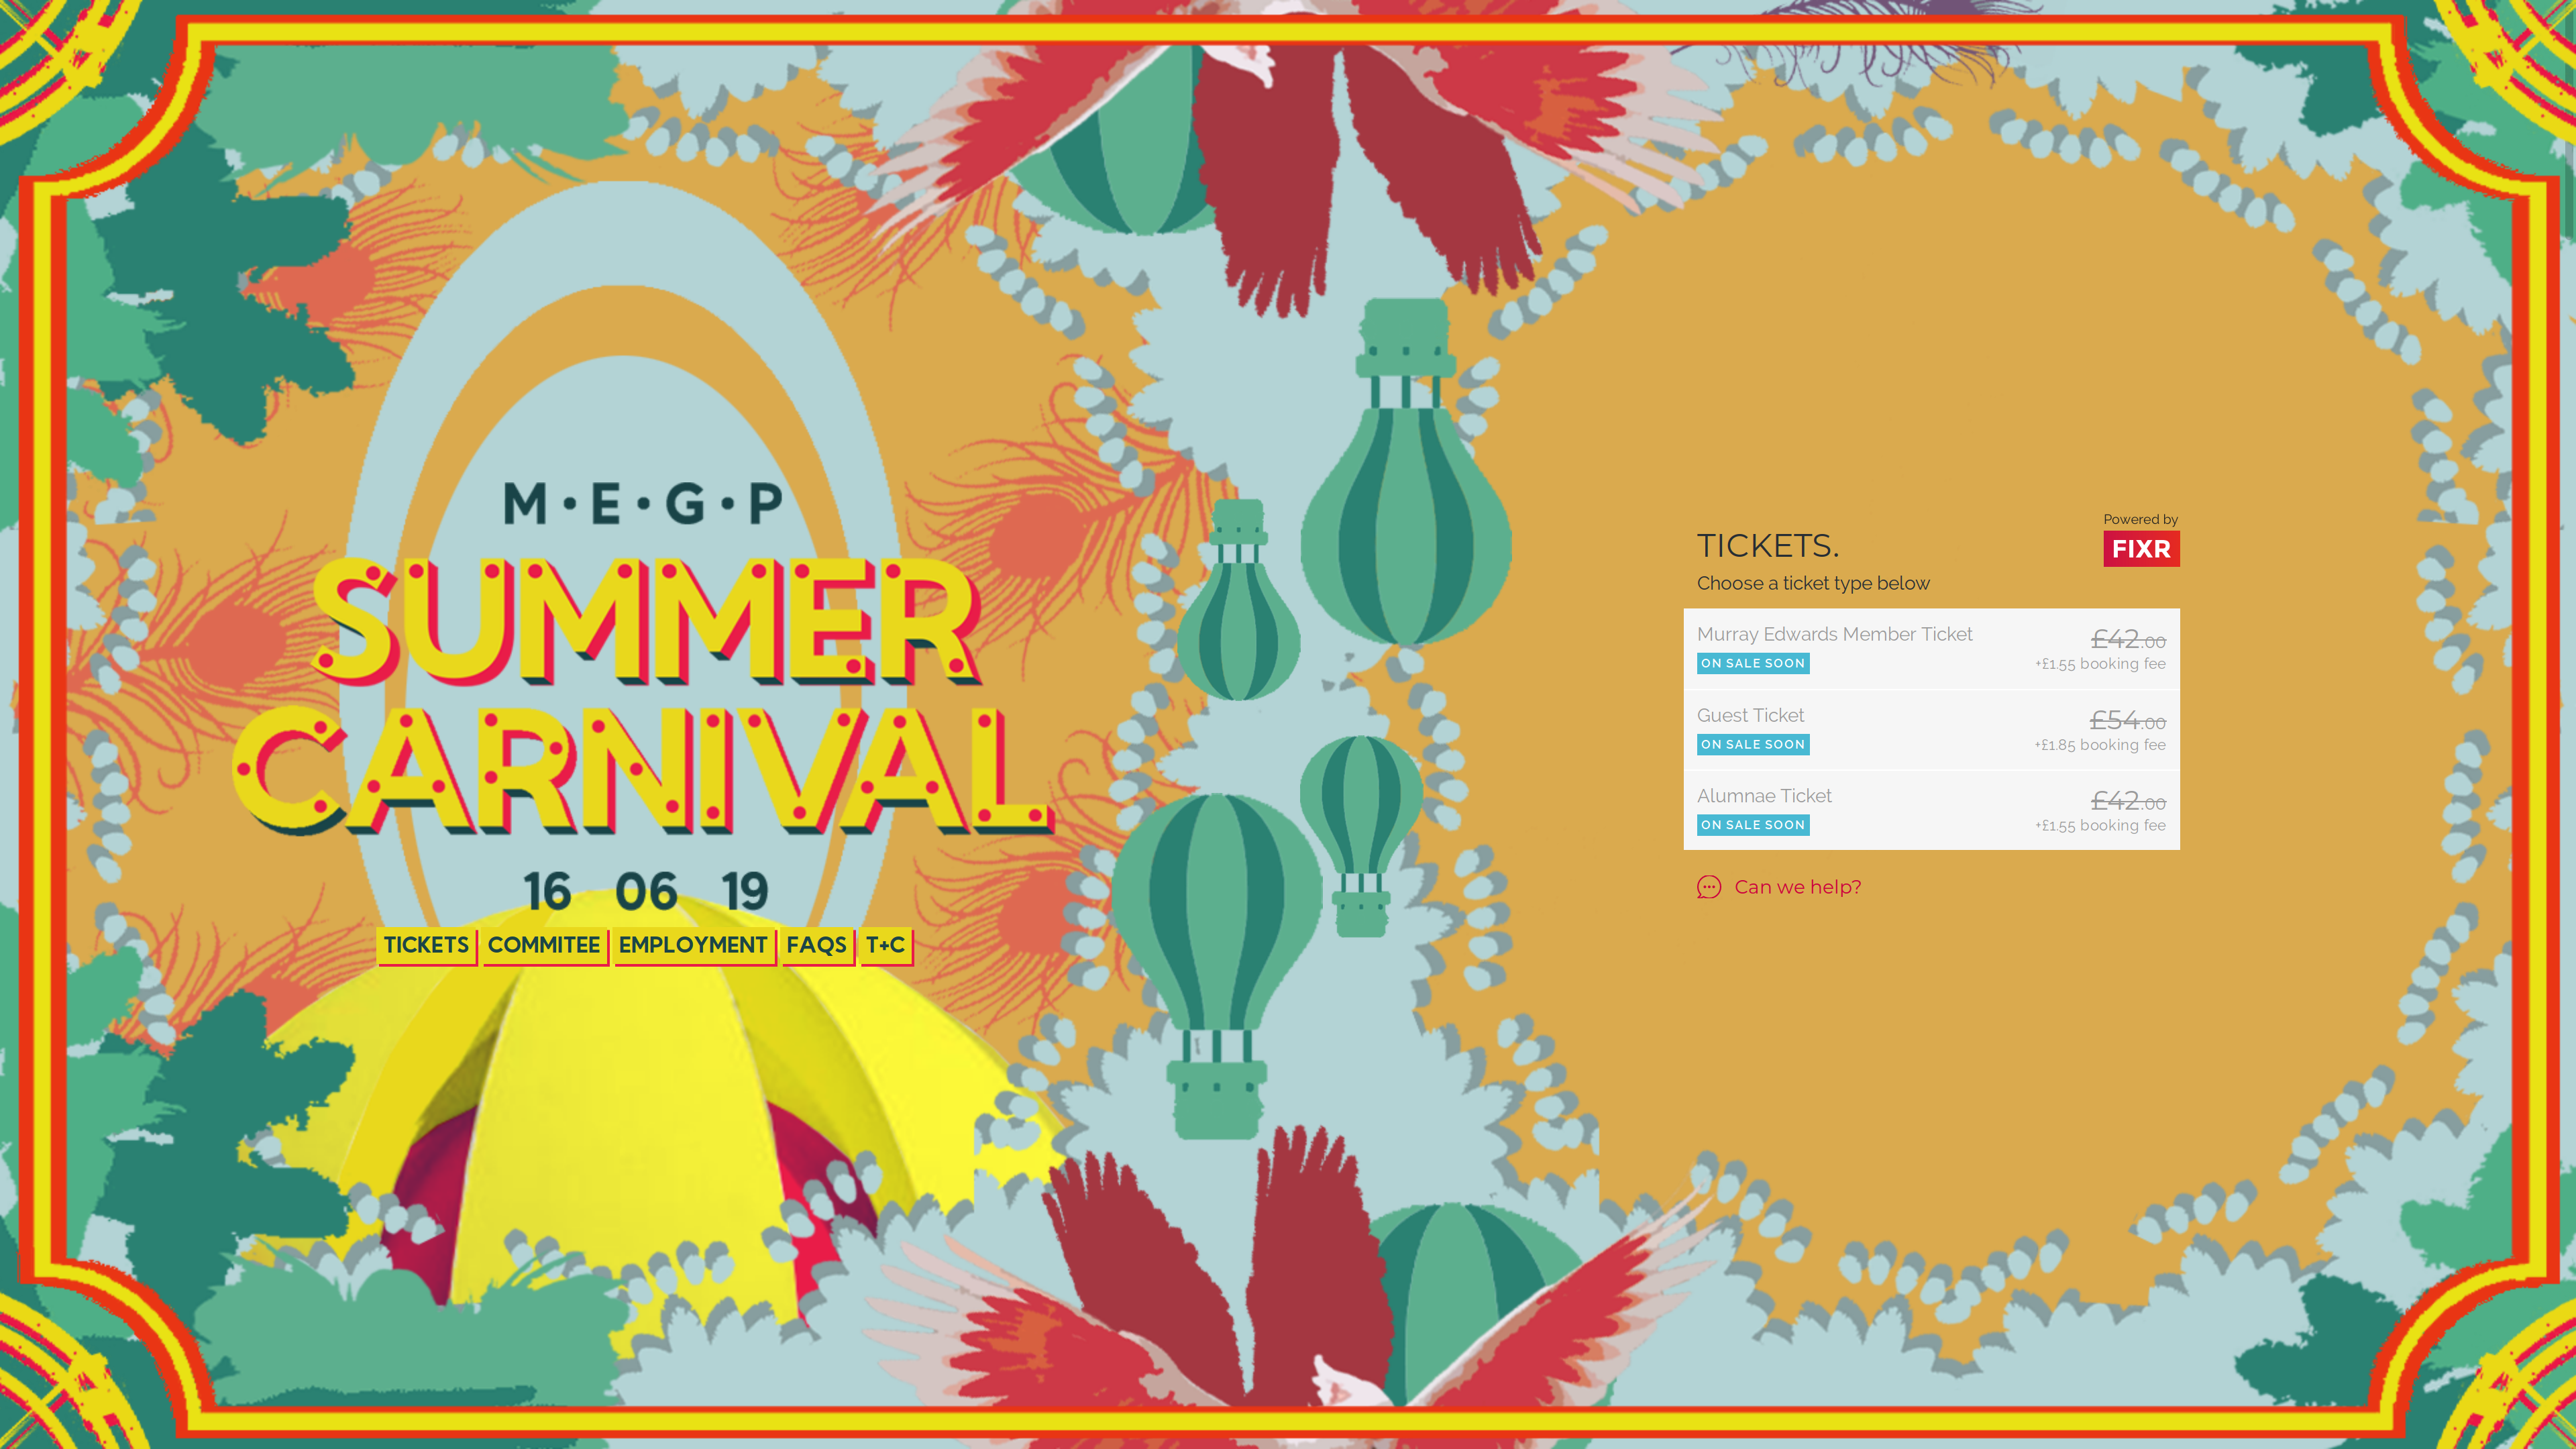 M·E·G·P
SUMMER
CARNIVAL
16 06 19
TICKETS COMMITEE EMPLOYMENT FAQS T+C
TICKETS.
Powered by
FIXR
Choose a ticket type below
Murray Edwards Member Ticket £42.00
ON SALE SOON +£1.55 booking fee
Guest Ticket £54.00
ON SALE SOON +£1.85 booking fee
Alumnae Ticket £42.00
ON SALE SOON +£1.55 booking fee
Can we help?